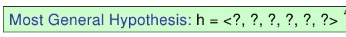 Most General Hypothesis: h = <?, ?, ?, ?, ?, ?>